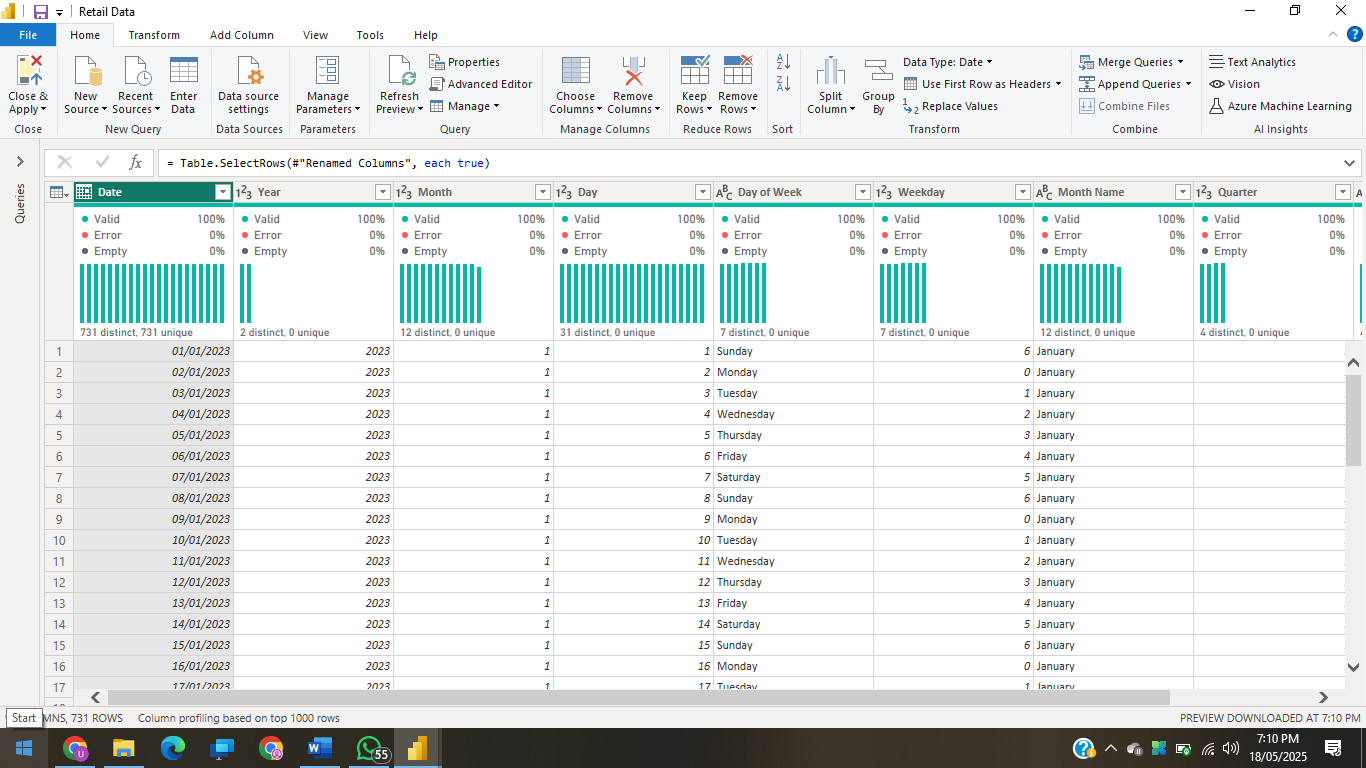 Retail Data
File Home Transform Add Column View Tools Help
Close & Apply
New Source
Recent Sources
Enter Data
Data source settings
Manage Parameters
Refresh Preview
Properties
Advanced Editor
Manage
Choose Columns
Remove Columns
Keep Rows
Remove Rows
Split Column
Group By
Data Type: Date
Use First Row as Headers
Replace Values
Merge Queries
Append Queries
Combine Files
Text Analytics
Vision
Azure Machine Learning
Close New Query Data Sources Parameters Query Manage Columns Reduce Rows Sort Transform Combine AI Insights
fx = Table.SelectRows(#"Renamed Columns", each true)
Queries
Date 123 Year 123 Month 123 Day ABC Day of Week 123 Weekday ABC Month Name 123 Quarter
Valid 100% Valid 100% Valid 100% Valid 100% Valid 100% Valid 100% Valid 100% Valid 100%
Error 0% Error 0% Error 0% Error 0% Error 0% Error 0% Error 0% Error 0%
Empty 0% Empty 0% Empty 0% Empty 0% Empty 0% Empty 0% Empty 0% Empty 0%
731 distinct, 731 unique 2 distinct, 0 unique 12 distinct, 0 unique 31 distinct, 0 unique 7 distinct, 0 unique 7 distinct, 0 unique 12 distinct, 0 unique 4 distinct, 0 unique
1 01/01/2023 2023 1 1 Sunday 6 January
2 02/01/2023 2023 1 2 Monday 0 January
3 03/01/2023 2023 1 3 Tuesday 1 January
4 04/01/2023 2023 1 4 Wednesday 2 January
5 05/01/2023 2023 1 5 Thursday 3 January
6 06/01/2023 2023 1 6 Friday 4 January
7 07/01/2023 2023 1 7 Saturday 5 January
8 08/01/2023 2023 1 8 Sunday 6 January
9 09/01/2023 2023 1 9 Monday 0 January
10 10/01/2023 2023 1 10 Tuesday 1 January
11 11/01/2023 2023 1 11 Wednesday 2 January
12 12/01/2023 2023 1 12 Thursday 3 January
13 13/01/2023 2023 1 13 Friday 4 January
14 14/01/2023 2023 1 14 Saturday 5 January
15 15/01/2023 2023 1 15 Sunday 6 January
16 16/01/2023 2023 1 16 Monday 0 January
17 17/01/2023 2023 1 17 Tuesday 1 January
Start MNS, 731 ROWS Column profiling based on top 1000 rows PREVIEW DOWNLOADED AT 7:10 PM
55
7:10 PM
18/05/2025